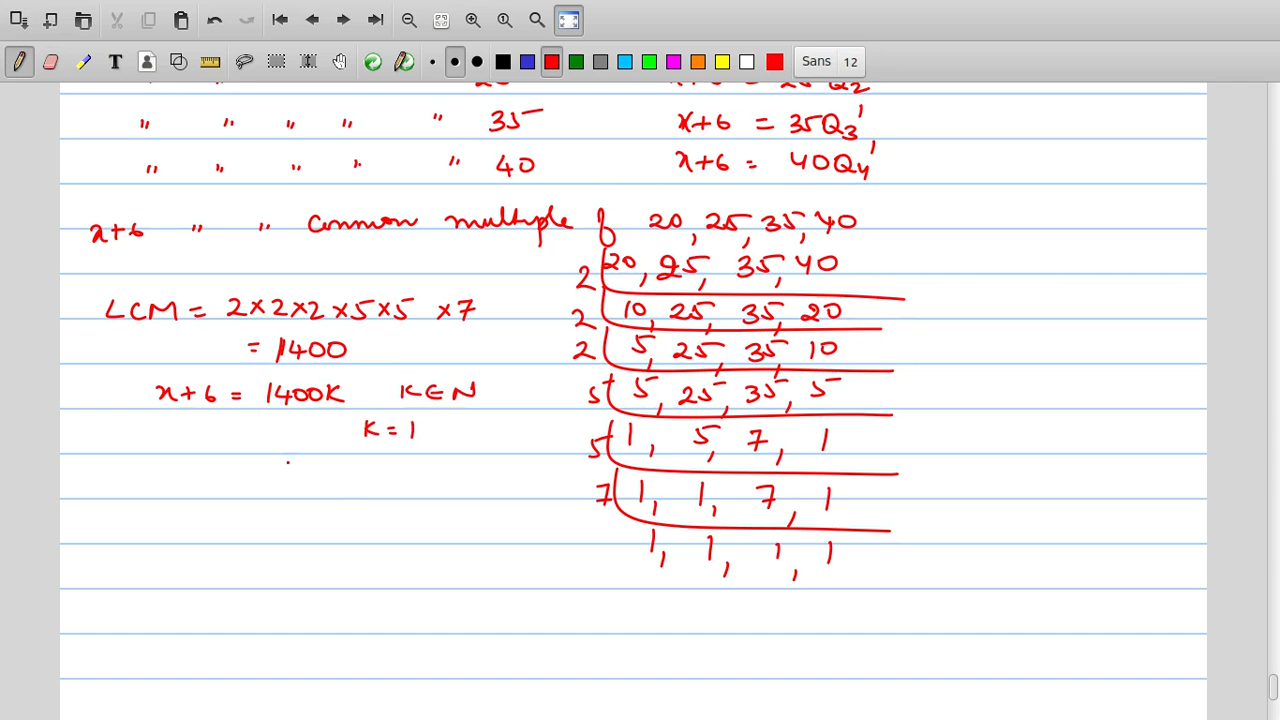 Sans 12
" " 35 x+6 = 35Q3',
" " " " " 40 x+6 = 40Q4'
x+6 " " Common multiple of 20, 25, 35, 40
2 20, 25, 35, 40
LCM = 2×2×2×5×5 ×7 2 10, 25, 35, 20
= 1400 2 5, 25, 35, 10
x+6 = 1400K K∈N 5 5, 25, 35, 5
K = 1 5 1, 5, 7, 1
7 1, 1, 7, 1
1, 1, 1, 1